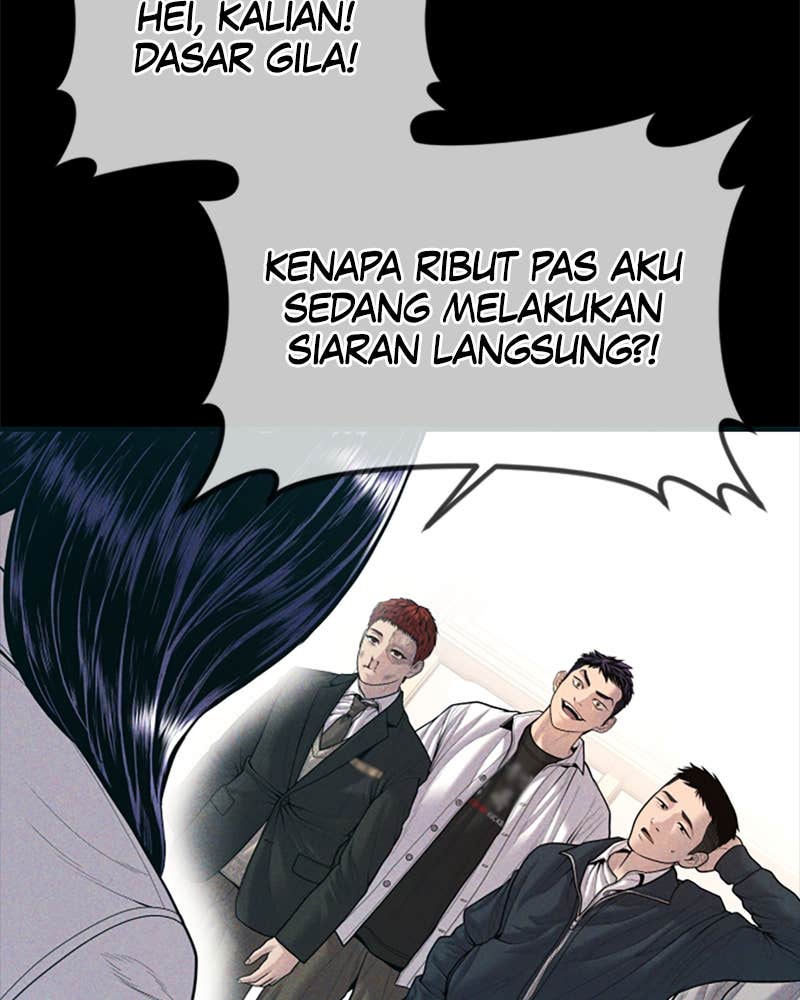 HEI, KALIAN!
DASAR GILA!
KENAPA RIBUT PAS AKU
SEDANG MELAKUKAN
SIARAN LANGSUNG?!